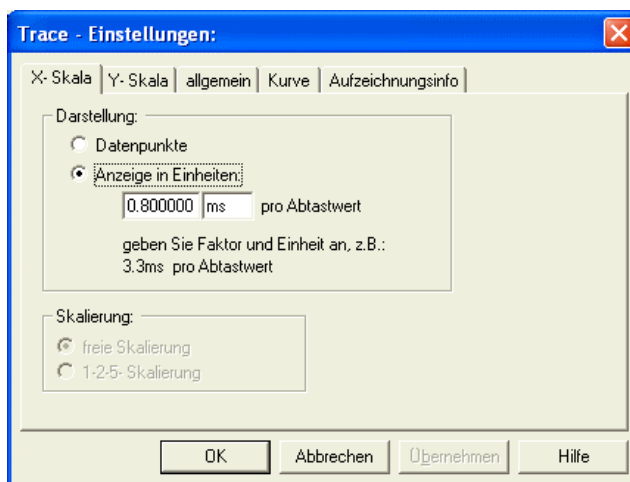 Trace - Einstellungen:
X- Skala Y- Skala allgemein Kurve Aufzeichnungsinfo
Darstellung:
Datenpunkte
Anzeige in Einheiten:
0.800000 ms pro Abtastwert
geben Sie Faktor und Einheit an, z.B.:
3.3ms pro Abtastwert
Skalierung:
freie Skalierung
1-2-5- Skalierung
OK Abbrechen Übernehmen Hilfe